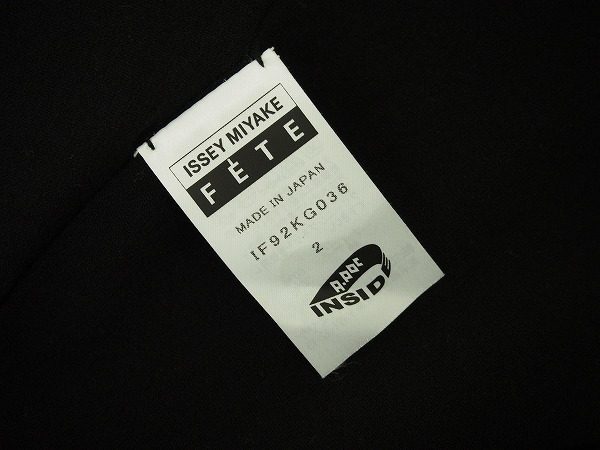 ISSEY MIYAKE
FÊTE
MADE IN JAPAN
IF92KG036
2
A.POC
INSIDE